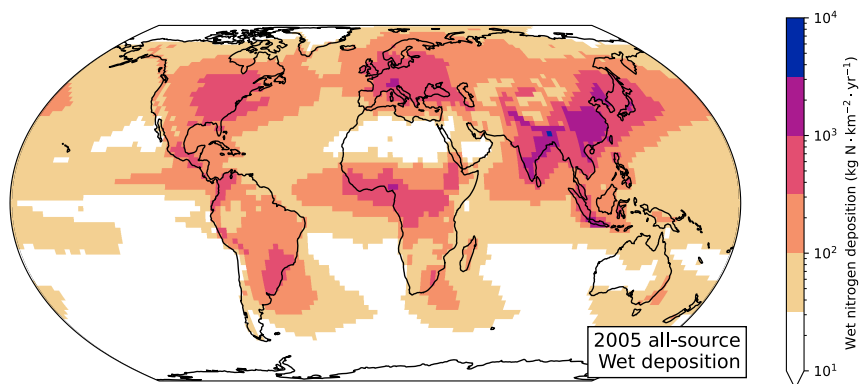 10⁴
10³
10²
10¹
Wet nitrogen deposition (kg N·km⁻²·yr⁻¹)
2005 all-source
Wet deposition